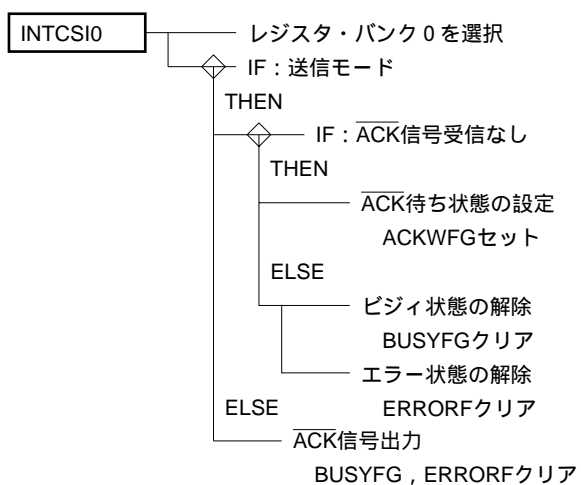 INTCSI0
レジスタ・バンク0を選択
IF：送信モード
THEN
IF：ACK信号受信なし
THEN
ACK待ち状態の設定
ACKWFGセット
ELSE
ビジィ状態の解除
BUSYFGクリア
エラー状態の解除
ERRORFクリア
ELSE
ACK信号出力
BUSYFG，ERRORFクリア